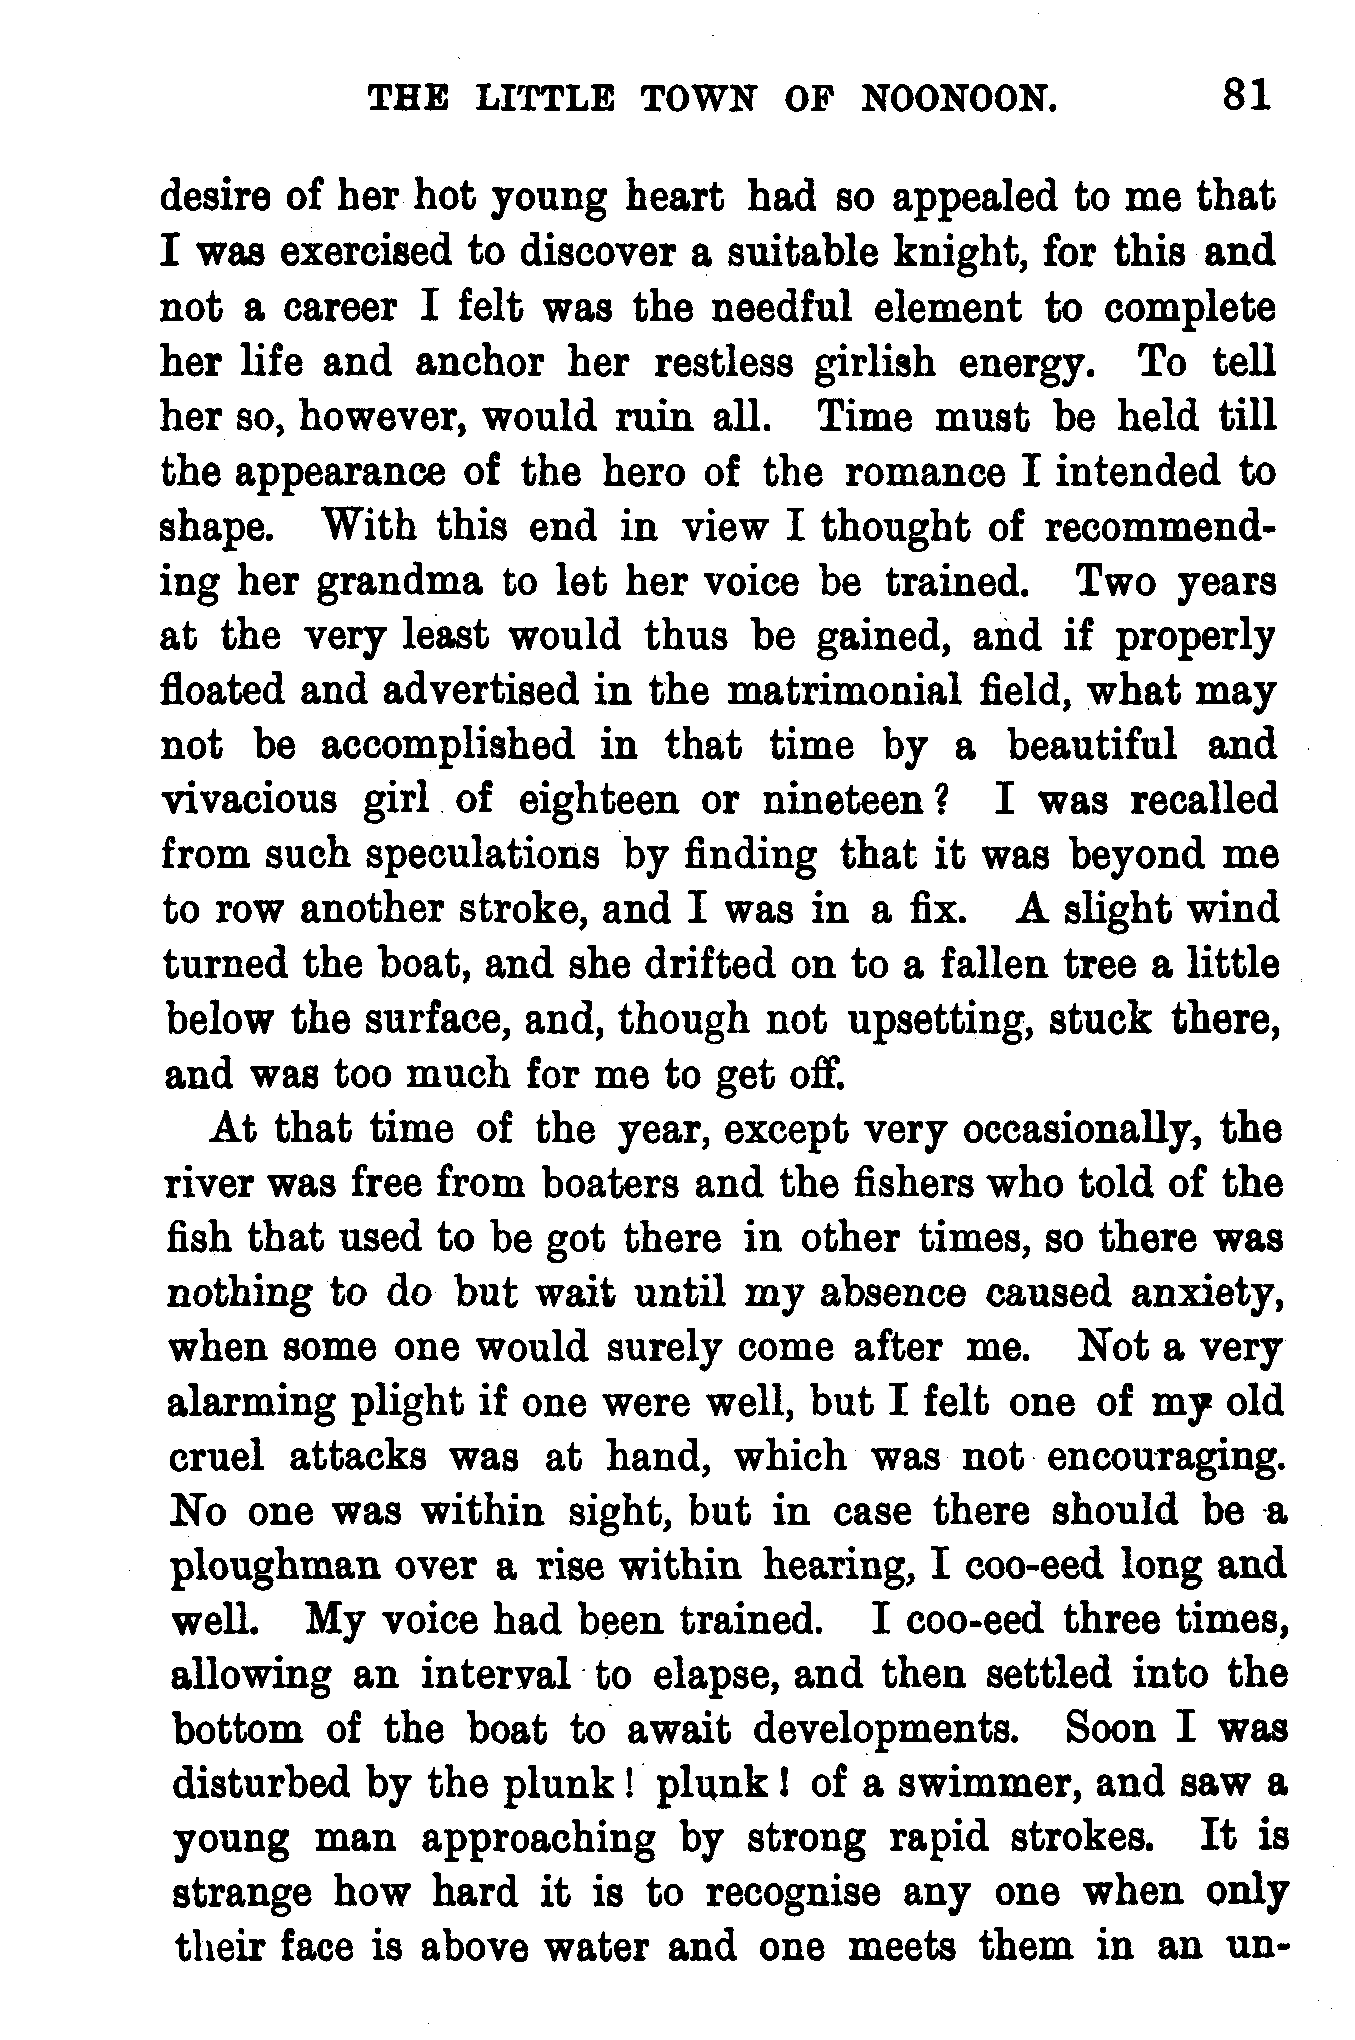 THE LITTLE TOWN OF NOONOON. 81
desire of her hot young heart had so appealed to me that
I was exercised to discover a suitable knight, for this and
not a career I felt was the needful element to complete
her life and anchor her restless girlish energy. To tell
her so, however, would ruin all. Time must be held till
the appearance of the hero of the romance I intended to
shape. With this end in view I thought of recommend-
ing her grandma to let her voice be trained. Two years
at the very least would thus be gained, and if properly
floated and advertised in the matrimonial field, what may
not be accomplished in that time by a beautiful and
vivacious girl of eighteen or nineteen? I was recalled
from such speculations by finding that it was beyond me
to row another stroke, and I was in a fix. A slight wind
turned the boat, and she drifted on to a fallen tree a little
below the surface, and, though not upsetting, stuck there,
and was too much for me to get off.
At that time of the year, except very occasionally, the
river was free from boaters and the fishers who told of the
fish that used to be got there in other times, so there was
nothing to do but wait until my absence caused anxiety,
when some one would surely come after me. Not a very
alarming plight if one were well, but I felt one of my old
cruel attacks was at hand, which was not encouraging.
No one was within sight, but in case there should be a
ploughman over a rise within hearing, I coo-eed long and
well. My voice had been trained. I coo-eed three times,
allowing an interval to elapse, and then settled into the
bottom of the boat to await developments. Soon I was
disturbed by the plunk! plunk! of a swimmer, and saw a
young man approaching by strong rapid strokes. It is
strange how hard it is to recognise any one when only
their face is above water and one meets them in an un-